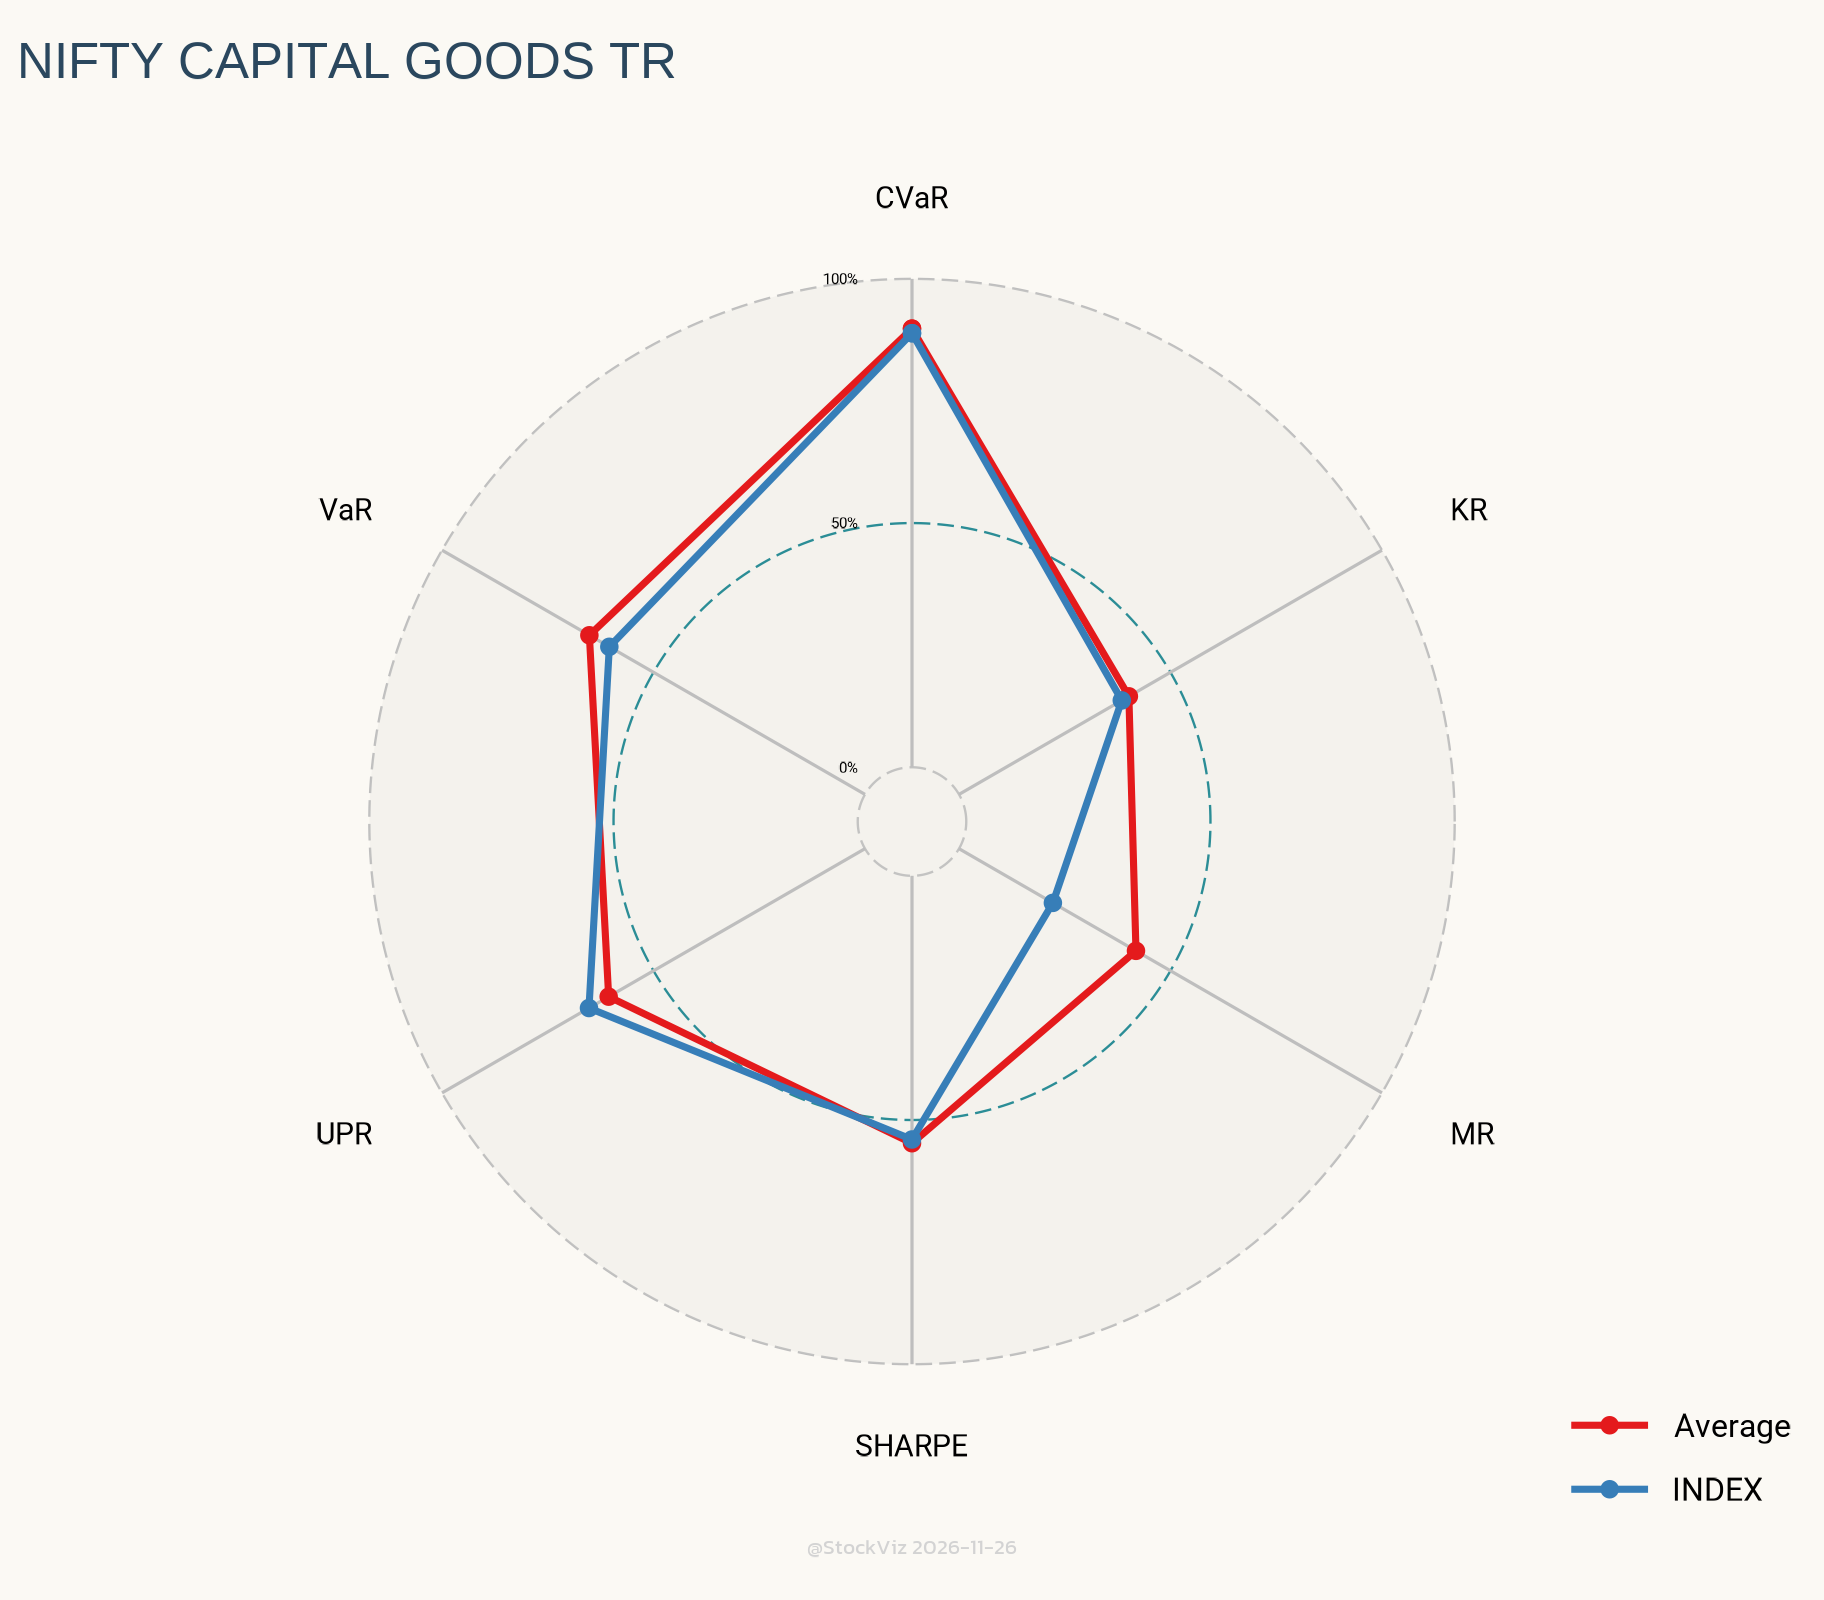 NIFTY CAPITAL GOODS TR
CVaR
100%
VaR
KR
50%
0%
UPR
MR
SHARPE
Average
INDEX
@StockViz 2026-11-26